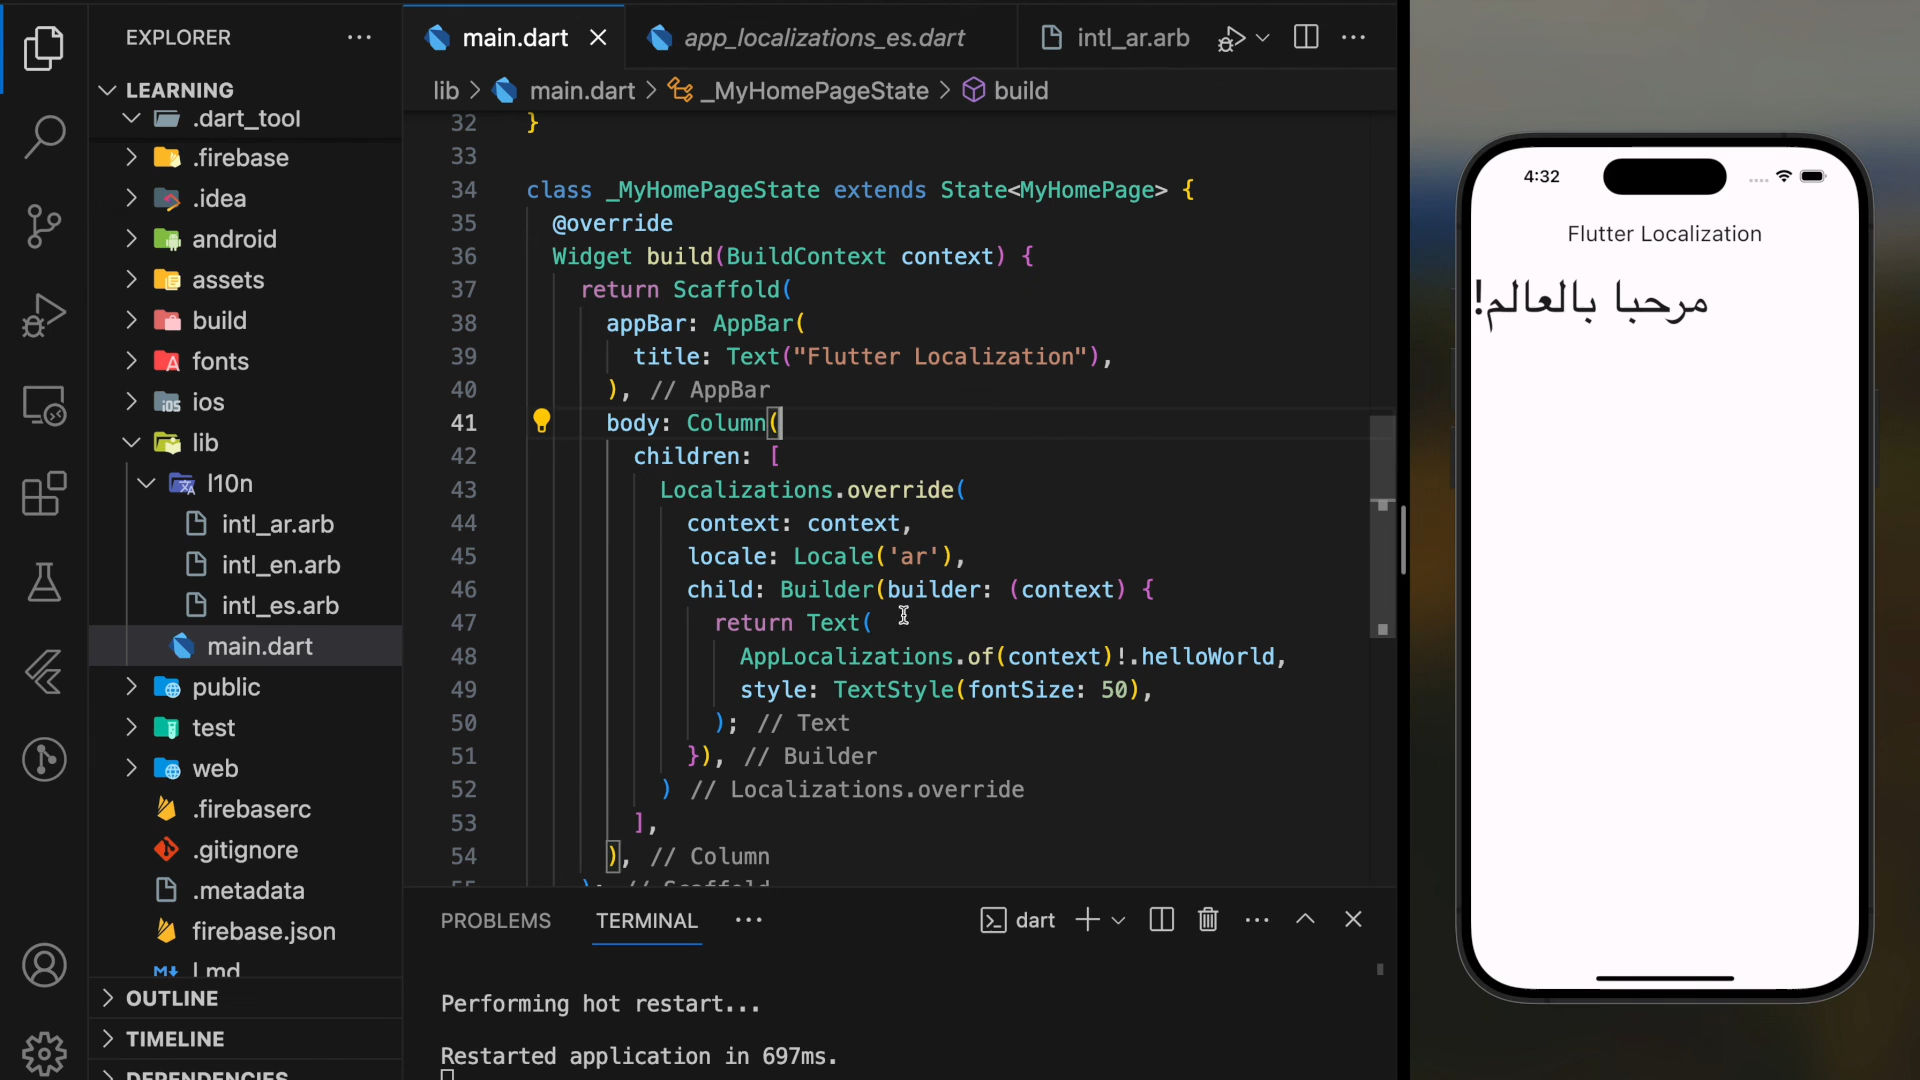 EXPLORER
LEARNING
.dart_tool
.firebase
.idea
android
assets
build
fonts
ios
lib
l10n
intl_ar.arb
intl_en.arb
intl_es.arb
main.dart
public
test
web
.firebaserc
.gitignore
.metadata
firebase.json
OUTLINE
TIMELINE
DEPENDENCIES
main.dart
app_localizations_es.dart
intl_ar.arb
lib > main.dart > _MyHomePageState > build
32 }
33
34 class _MyHomePageState extends State<MyHomePage> {
35 @override
36 Widget build(BuildContext context) {
37 return Scaffold(
38 appBar: AppBar(
39 title: Text("Flutter Localization"),
40 ), // AppBar
41 body: Column(
42 children: [
43 Localizations.override(
44 context: context,
45 locale: Locale('ar'),
46 child: Builder(builder: (context) {
47 return Text(
48 AppLocalizations.of(context)!.helloWorld,
49 style: TextStyle(fontSize: 50),
50 ); // Text
51 }), // Builder
52 ) // Localizations.override
53 ],
54 ), // Column
PROBLEMS
TERMINAL
dart
Performing hot restart...
Restarted application in 697ms.
4:32
Flutter Localization
مرحبا بالعالم!